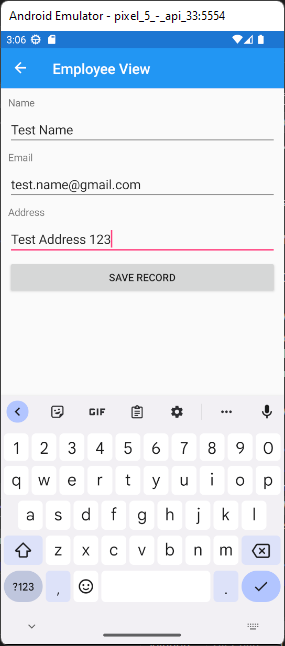 Android Emulator - pixel_5_-_api_33:5554
3:06
Employee View
Name
Test Name
Email
test.name@gmail.com
Address
Test Address 123
SAVE RECORD
GIF
1 2 3 4 5 6 7 8 9 0
q w e r t y u i o p
a s d f g h j k l
z x c v b n m
?123 , .